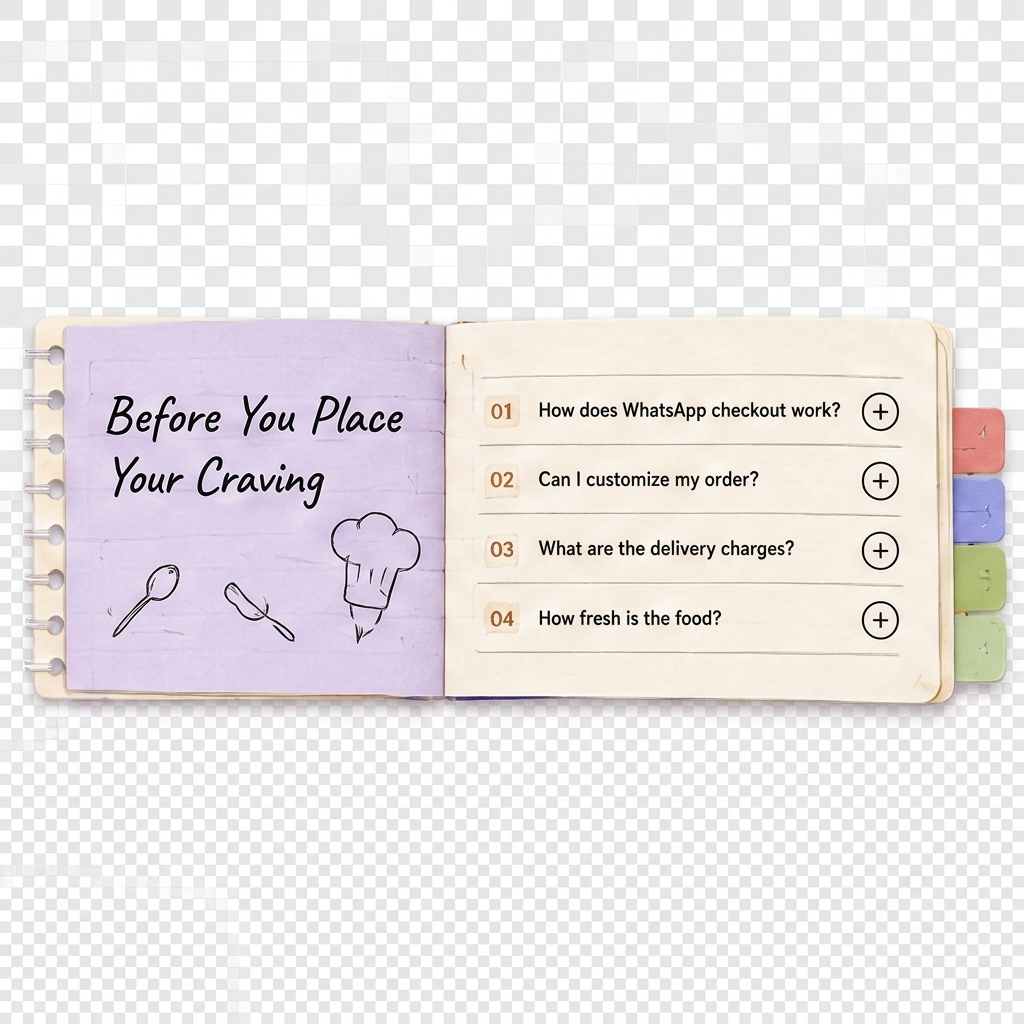 Before You Place
Your Craving
01 How does WhatsApp checkout work?
02 Can I customize my order?
03 What are the delivery charges?
04 How fresh is the food?